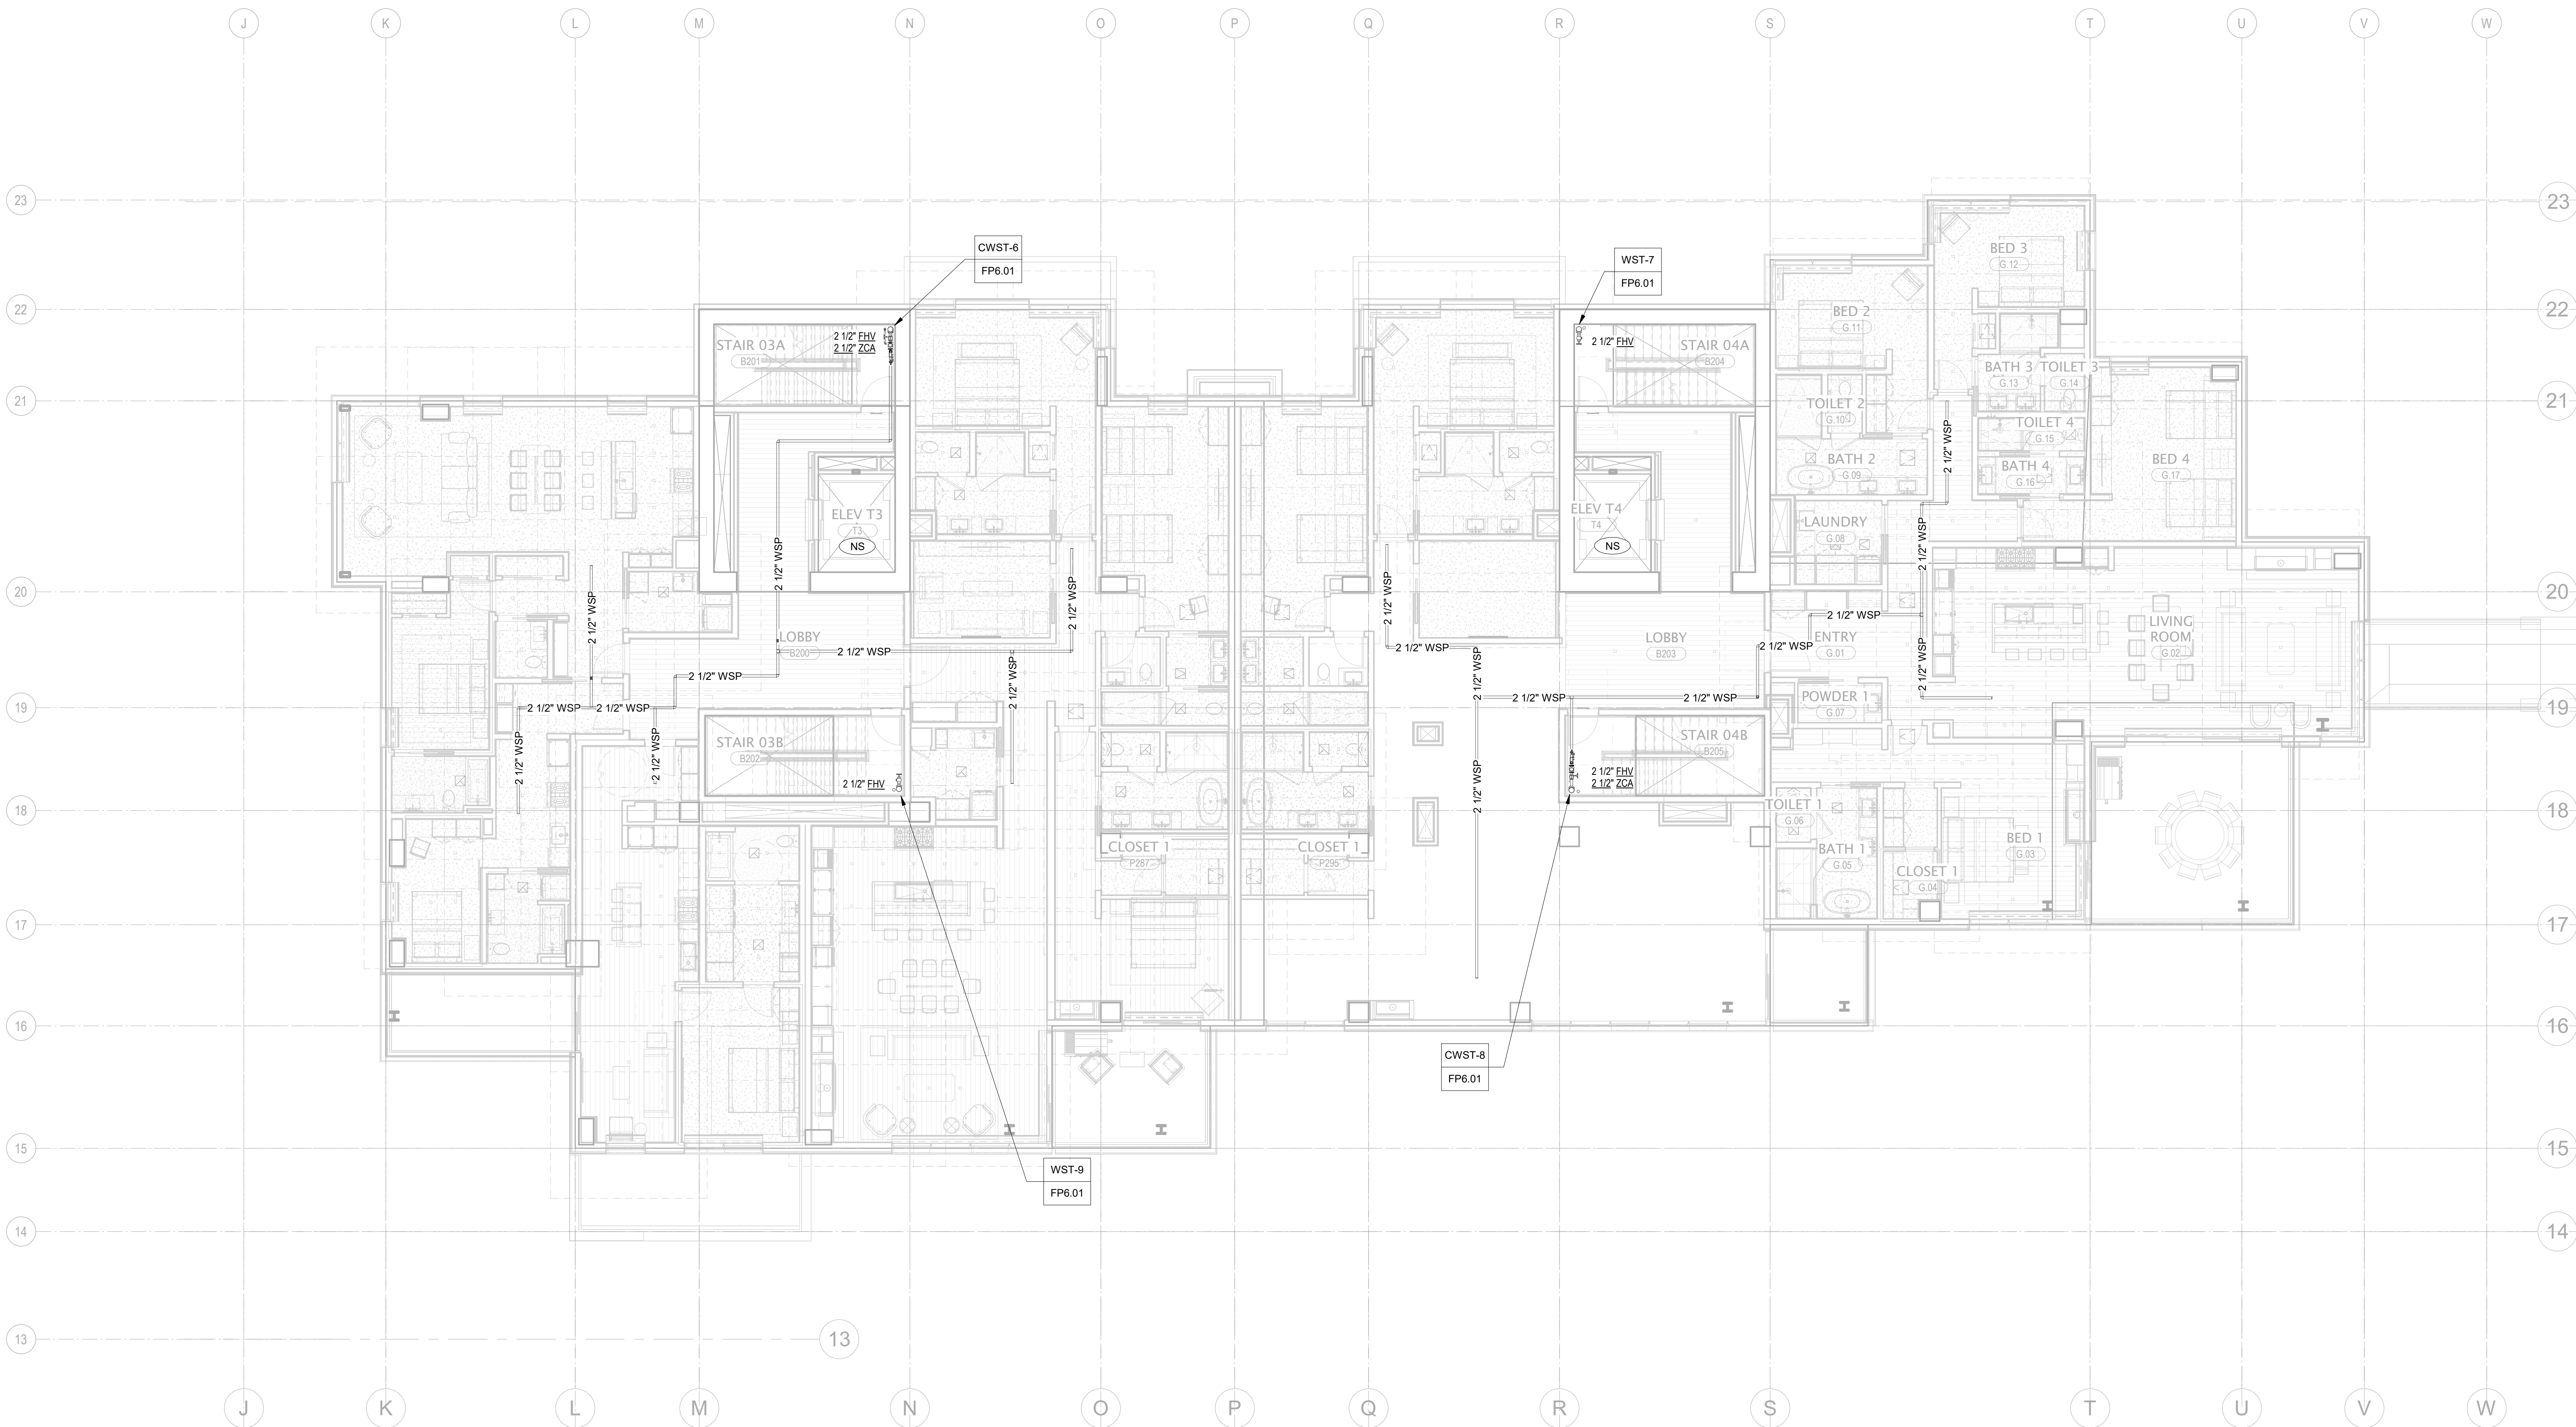 J K L M N O P Q R S T U V W
23 23
CWST-6
FP6.01
WST-7
FP6.01
BED 3
G.12
22 22
BED 2
G.11
2 1/2" FHV
2 1/2" ZCA
STAIR 03A
B201
2 1/2" FHV
STAIR 04A
B204
BATH 3
G.13
TOILET 3
G.14
21 21
TOILET 2
G.10
TOILET 4
G.15
BATH 2
G.09
2 1/2" WSP
BATH 4
G.16
BED 4
G.17
ELEV T3
T3
NS
ELEV T4
T4
NS
LAUNDRY
G.08
2 1/2" WSP
2 1/2" WSP
2 1/2" WSP
2 1/2" WSP
2 1/2" WSP
2 1/2" WSP
20 20
2 1/2" WSP
LOBBY
B200
2 1/2" WSP
2 1/2" WSP
LOBBY
B203
2 1/2" WSP
ENTRY
G.01
LIVING
ROOM
G.02
2 1/2" WSP
2 1/2" WSP
2 1/2" WSP
2 1/2" WSP
2 1/2" WSP
2 1/2" WSP
POWDER 1
G.07
19 19
2 1/2" WSP
2 1/2" WSP
2 1/2" WSP
2 1/2" WSP
STAIR 03B
B202
2 1/2" FHV
2 1/2" WSP
2 1/2" FHV
2 1/2" ZCA
STAIR 04B
B205
18 18
TOILET 1
G.06
CLOSET 1
P287
CLOSET 1
P295
BATH 1
G.05
BED 1
G.03
CLOSET 1
G.04
17 17
16 16
CWST-8
FP6.01
15 15
WST-9
FP6.01
14 14
13 13
J K L M N O P Q R S T U V W